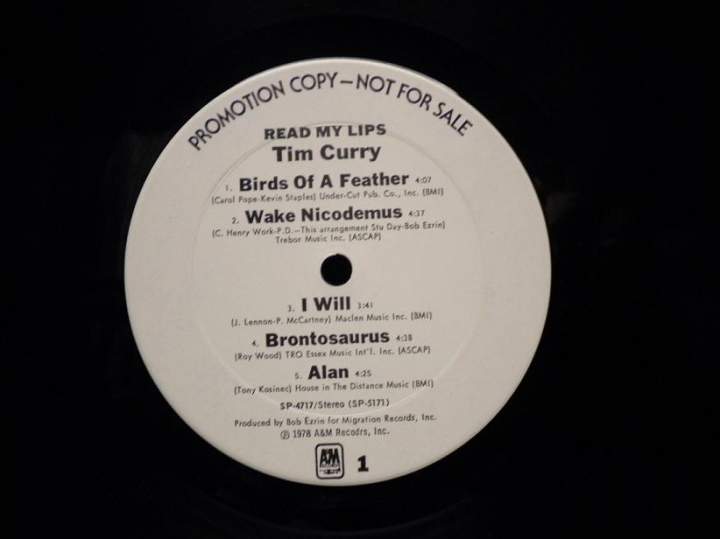 PROMOTION COPY—NOT FOR SALE
READ MY LIPS
Tim Curry
1. Birds Of A Feather 4:07
(Carol Pope-Kevin Staples) Under-Cut Pub. Co., Inc. (BMI)
2. Wake Nicodemus 4:37
(C. Henry Work-P.D.—This arrangement Stu Day-Bob Ezrin)
Trebor Music Inc. (ASCAP)
3. I Will 3:41
(J. Lennon-P. McCartney) Maclen Music Inc. (BMI)
4. Brontosaurus 4:38
(Roy Wood) TRO Essex Music Int'l. Inc. (ASCAP)
5. Alan 4:25
(Tony Kosinec) House in The Distance Music (BMI)
SP-4717/Stereo (SP-5171)
Produced by Bob Ezrin for Migration Records, Inc.
℗ 1978 A&M Recodrs, Inc.
A&M
1